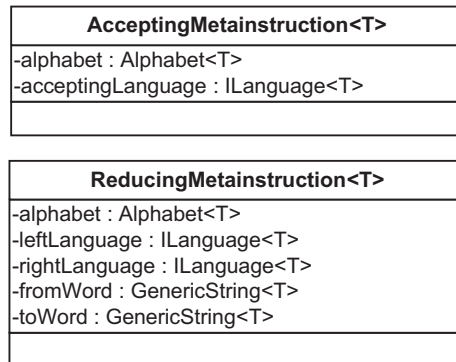 AcceptingMetainstruction<T>
-alphabet : Alphabet<T>
-acceptingLanguage : ILanguage<T>
ReducingMetainstruction<T>
-alphabet : Alphabet<T>
-leftLanguage : ILanguage<T>
-rightLanguage : ILanguage<T>
-fromWord : GenericString<T>
-toWord : GenericString<T>